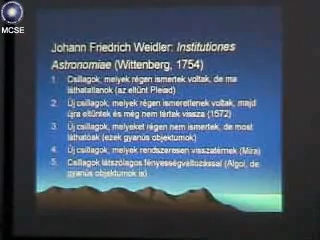 MCSE
Johann Friedrich Weidler: Institutiones
Astronomiae (Wittenberg, 1754)
1. Csillagok, melyek régen ismertek voltak, de ma
láthatatlanok (az eltűnt Pleiad)
2. Új csillagok, melyek régen ismeretlenek voltak, majd
újra eltűntek és még nem tértek vissza (1572)
3. Új csillagok, melyeket régen nem ismertek, de most
láthatóak (ezek gyanús objektumok)
4. Új csillagok, melyek rendszeresen visszatérnek (Mira)
5. Csillagok látszólagos fényességváltozással (Algol, de
gyanús objektumok is)